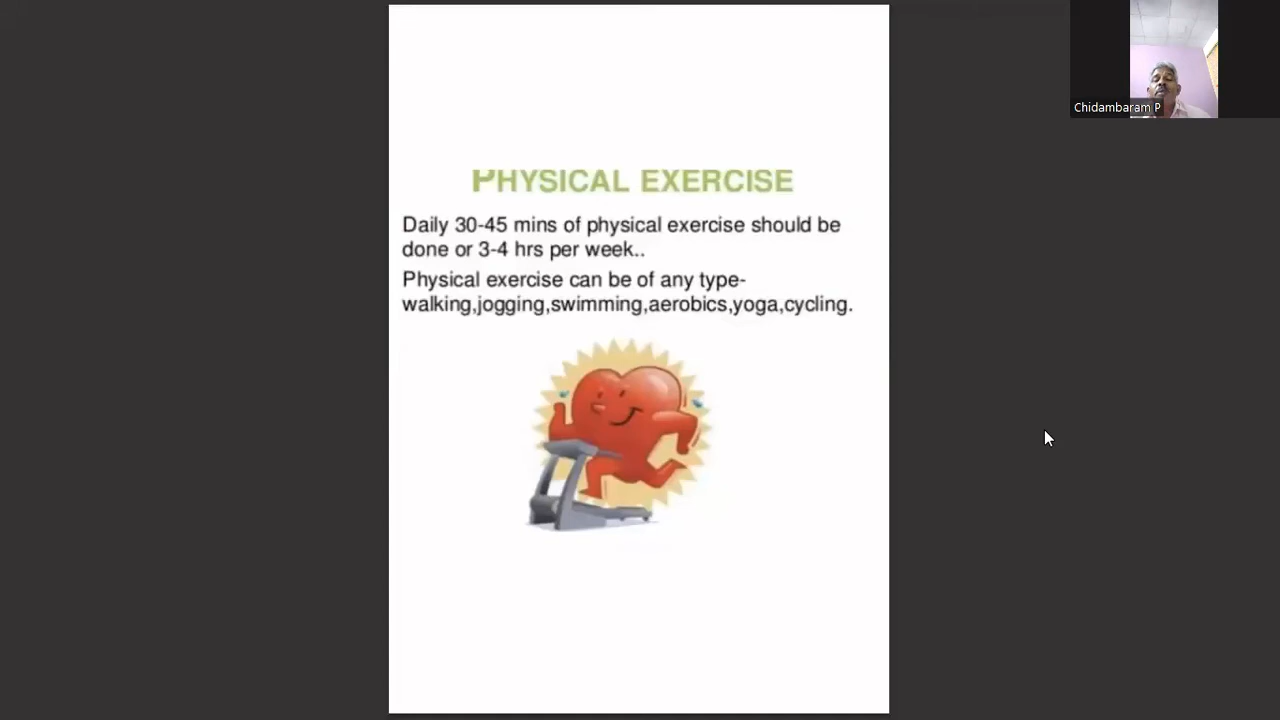 PHYSICAL EXERCISE
Daily 30-45 mins of physical exercise should be
done or 3-4 hrs per week..
Physical exercise can be of any type-
walking,jogging,swimming,aerobics,yoga,cycling.
Chidambaram P